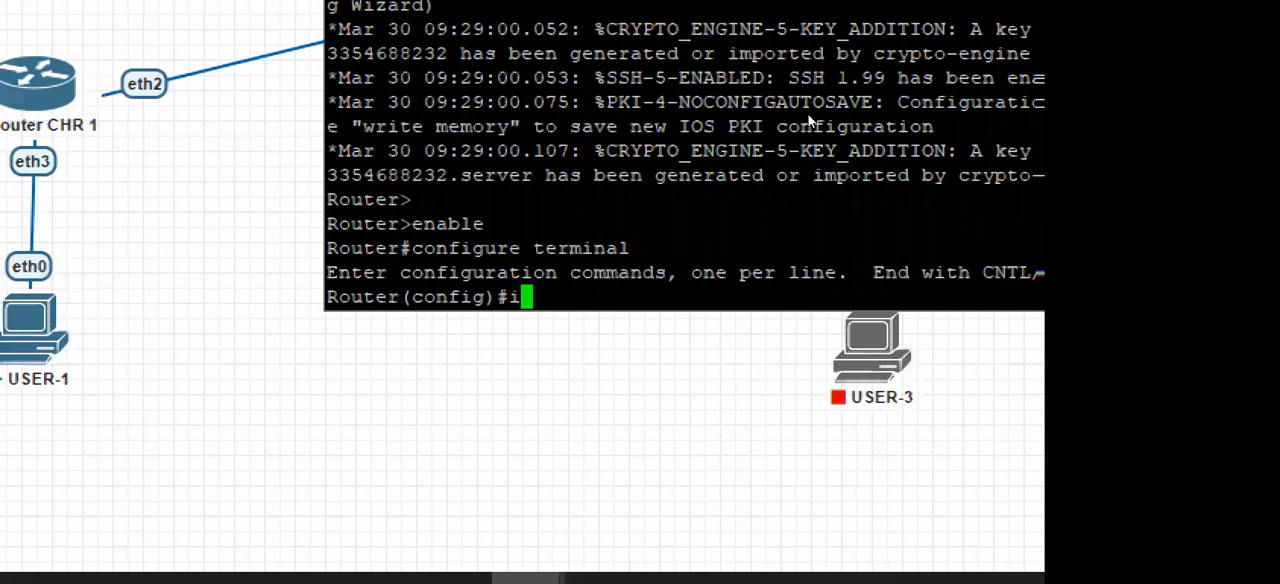 g Wizard)
*Mar 30 09:29:00.052: %CRYPTO_ENGINE-5-KEY_ADDITION: A key
3354688232 has been generated or imported by crypto-engine
*Mar 30 09:29:00.053: %SSH-5-ENABLED: SSH 1.99 has been
*Mar 30 09:29:00.075: %PKI-4-NOCONFIGAUTOSAVE:
e "write memory" to save new IOS PKI configuration
*Mar 30 09:29:00.107: %CRYPTO_ENGINE-5-KEY_ADDITION: A key
3354688232.server has been generated or imported by crypto-
Router>
Router>enable
Router#configure terminal
Enter configuration commands, one per line.  End with CNTL
Router(config)#i
eth2
outer CHR 1
eth3
eth0
USER-1
USER-3